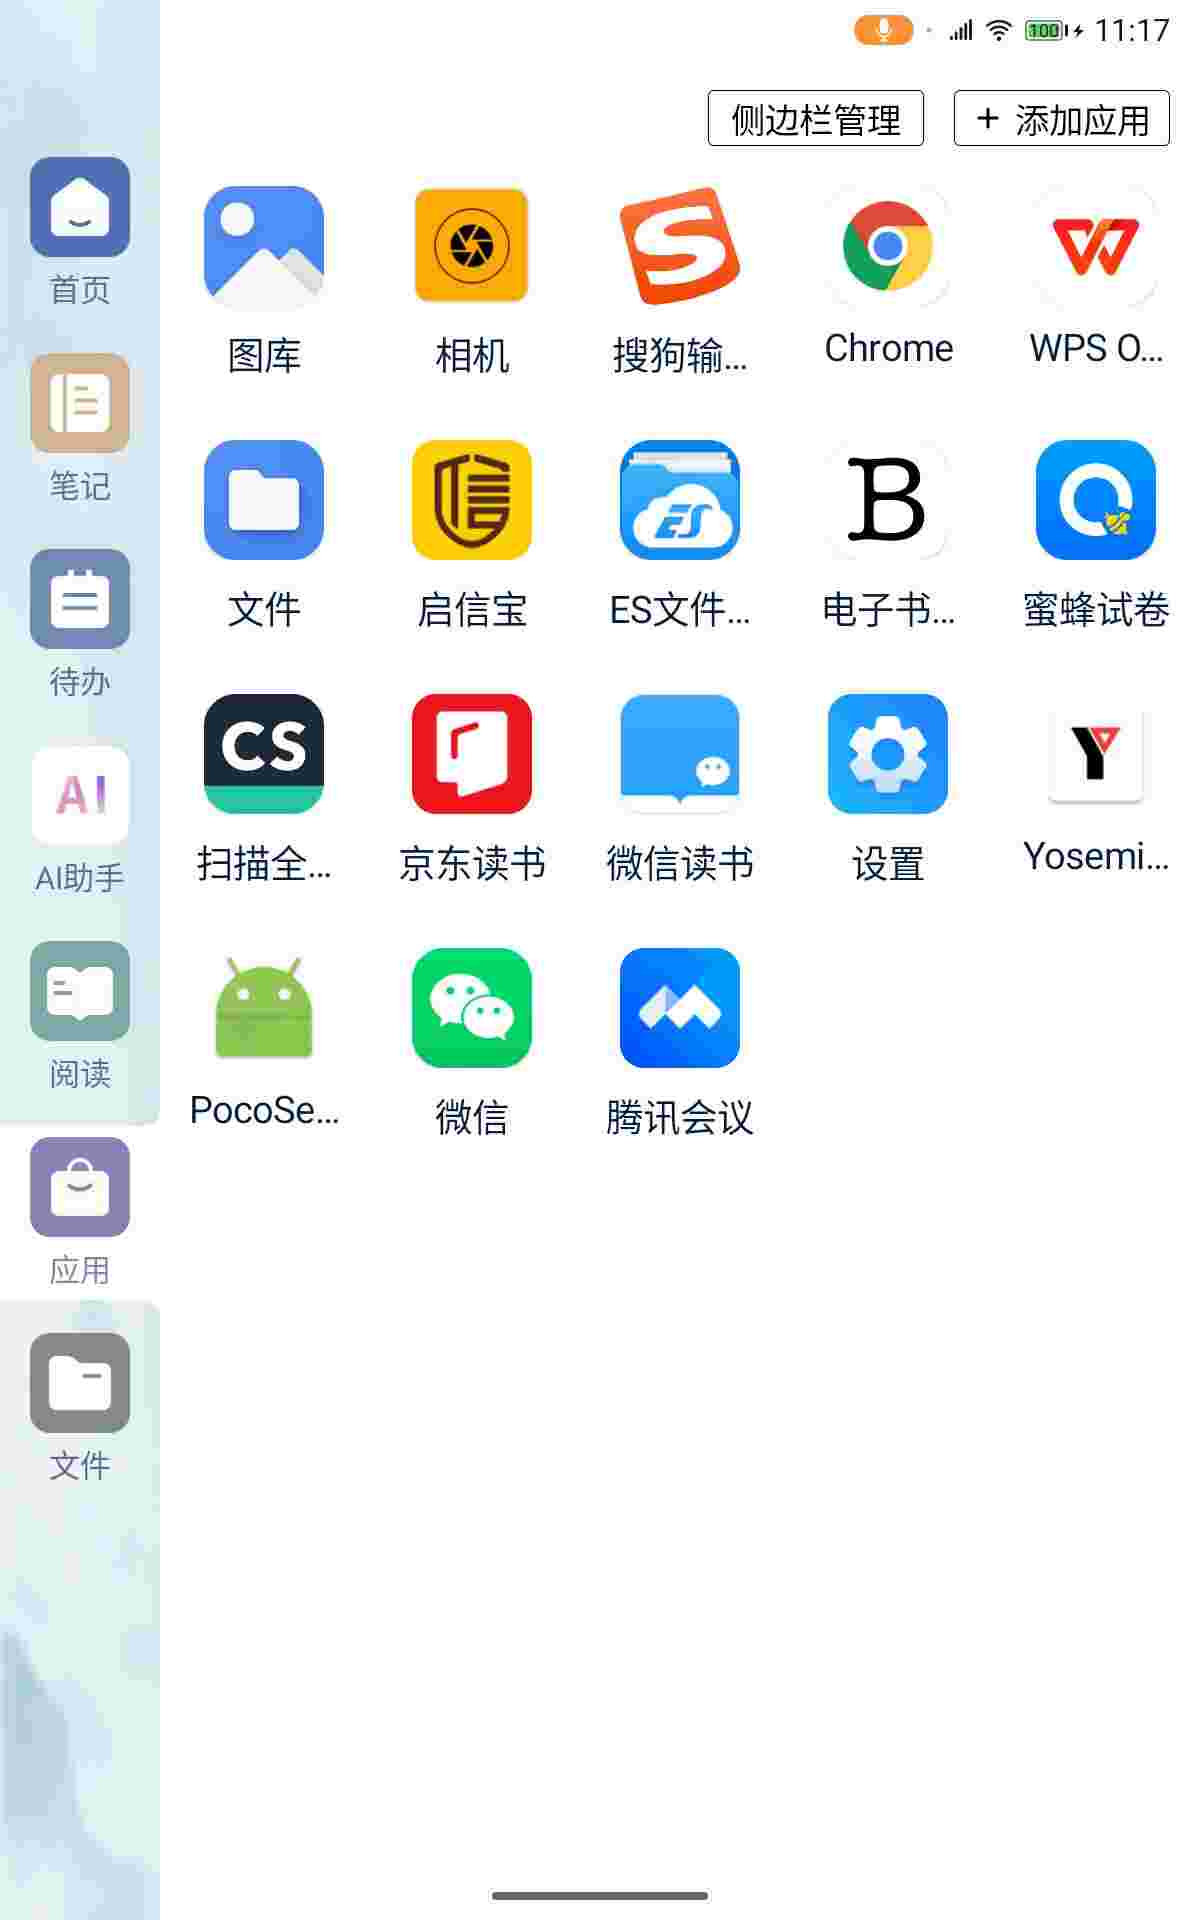 100 11:17
侧边栏管理 + 添加应用
首页
笔记
待办
AI
AI助手
阅读
应用
文件
图库 相机 搜狗输... Chrome WPS O...
信 ES B
文件 启信宝 ES文件... 电子书... 蜜蜂试卷
CS
扫描全... 京东读书 微信读书 设置 Yosemi...
PocoSe... 微信 腾讯会议